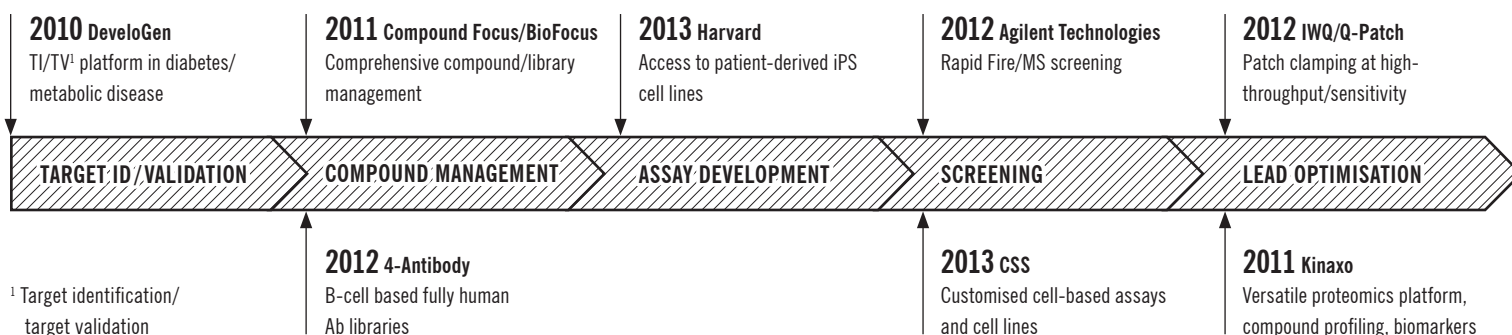 2010 DeveloGen
TI/TV¹ platform in diabetes/
metabolic disease
2011 Compound Focus/BioFocus
Comprehensive compound/library
management
2013 Harvard
Access to patient-derived iPS
cell lines
2012 Agilent Technologies
Rapid Fire/MS screening
2012 IWQ/Q-Patch
Patch clamping at high-
throughput/sensitivity
TARGET ID/VALIDATION
COMPOUND MANAGEMENT
ASSAY DEVELOPMENT
SCREENING
LEAD OPTIMISATION
¹ Target identification/
target validation
2012 4-Antibody
B-cell based fully human
Ab libraries
2013 CSS
Customised cell-based assays
and cell lines
2011 Kinaxo
Versatile proteomics platform,
compound profiling, biomarkers